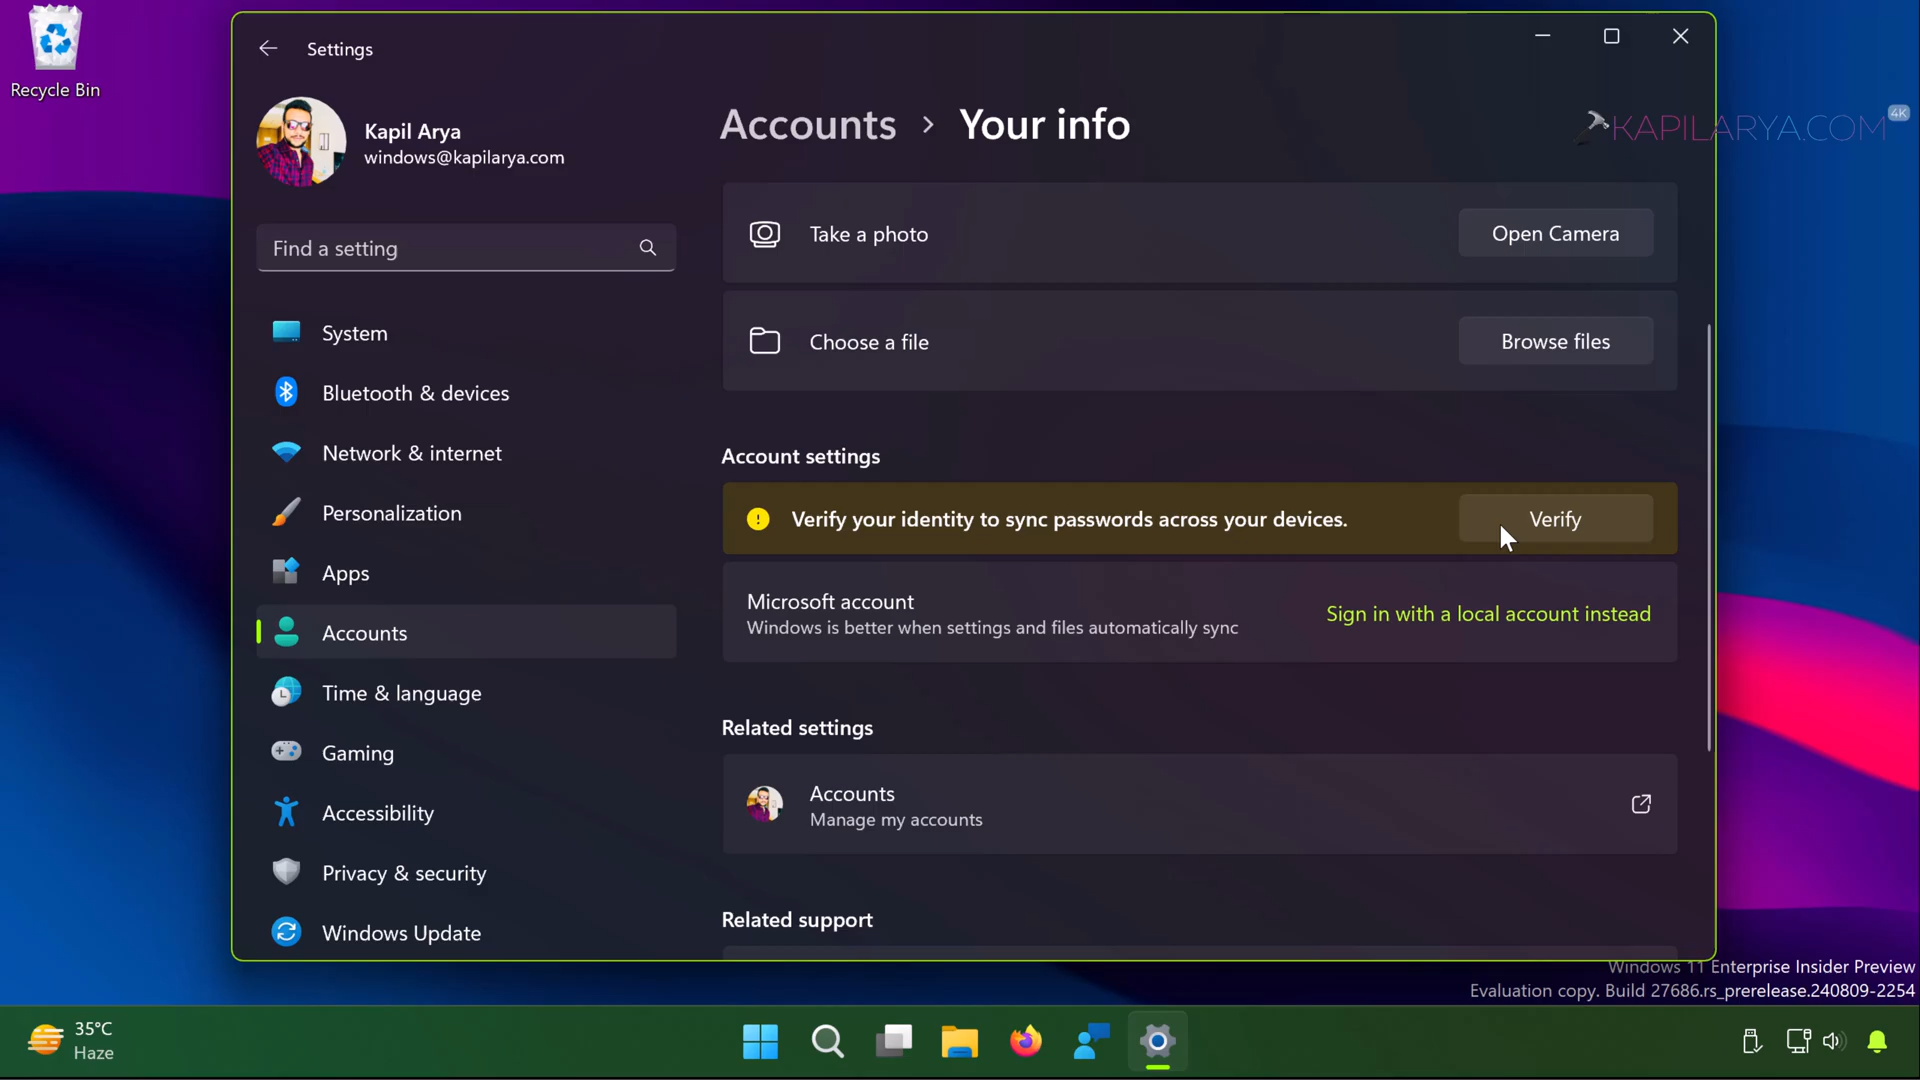 Recycle Bin
Settings
Kapil Arya
windows@kapilarya.com
Find a setting
System
Bluetooth & devices
Network & internet
Personalization
Apps
Accounts
Time & language
Gaming
Accessibility
Privacy & security
Windows Update
Accounts > Your info
KAPILARYA.COM
4K
Take a photo
Open Camera
Choose a file
Browse files
Account settings
Verify your identity to sync passwords across your devices.
Verify
Microsoft account
Windows is better when settings and files automatically sync
Sign in with a local account instead
Related settings
Accounts
Manage my accounts
Related support
Windows 11 Enterprise Insider Preview
Evaluation copy. Build 27686.rs_prerelease.240809-2254
35°C
Haze